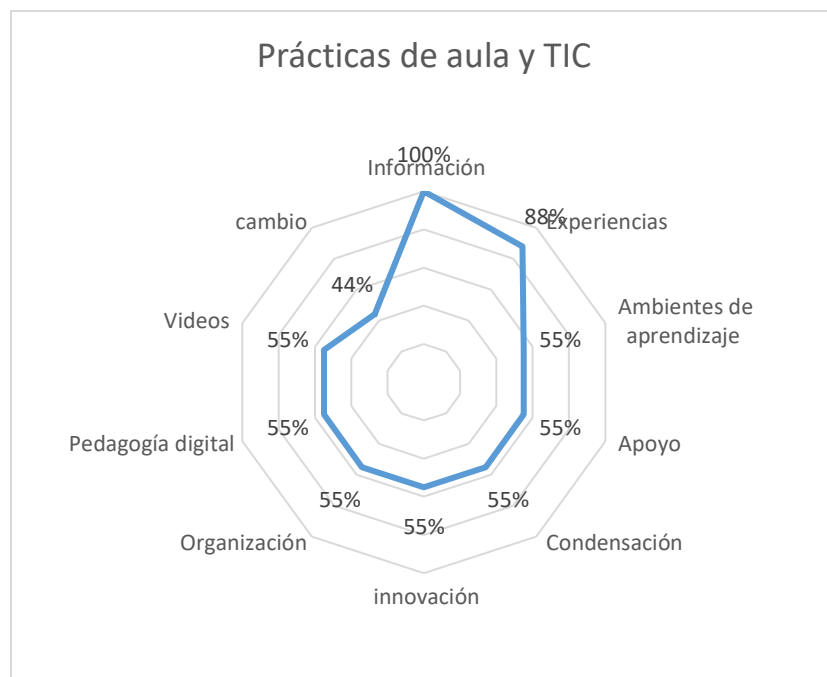 Prácticas de aula y TIC
100%
Información
88%
Experiencias
cambio
44%
Ambientes de
aprendizaje
Videos
55%
55%
Pedagogía digital
55%
55%
Apoyo
55%
55%
55%
Organización
Condensación
innovación